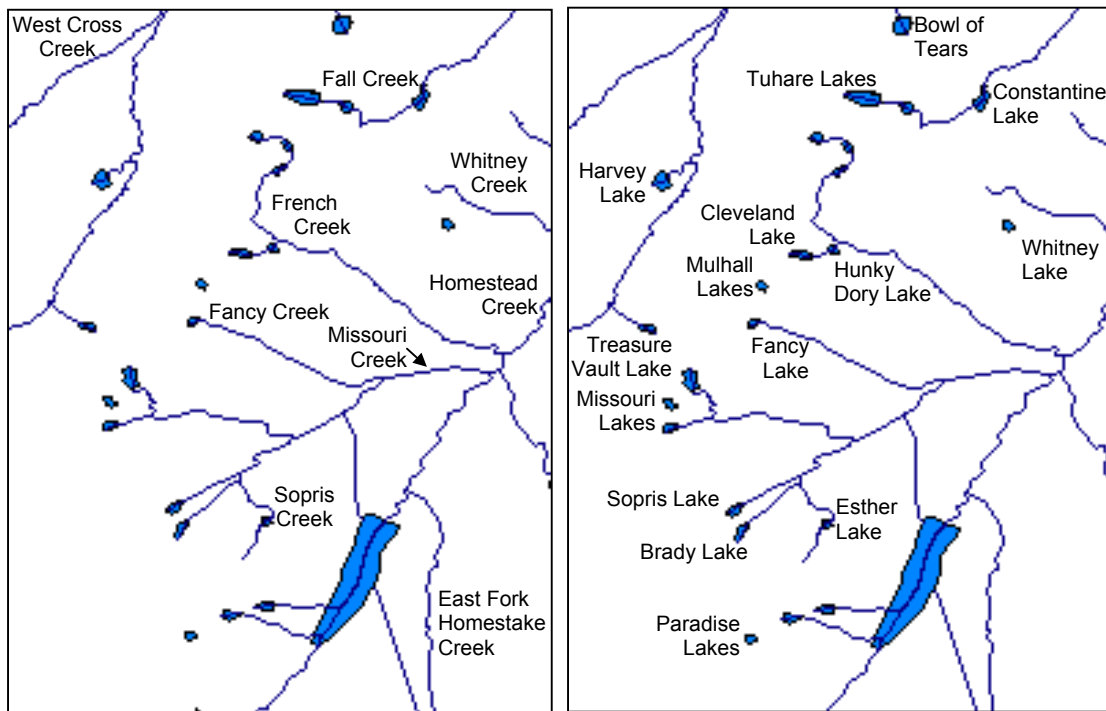 West Cross
Creek
Fall Creek
Whitney
Creek
French
Creek
Homestead
Creek
Fancy Creek
Missouri
Creek
Sopris
Creek
East Fork
Homestake
Creek
Bowl of
Tears
Tuhare Lakes
Constantine
Lake
Harvey
Lake
Cleveland
Lake
Whitney
Lake
Mulhall
Lakes
Hunky
Dory Lake
Treasure
Vault Lake
Fancy
Lake
Missouri
Lakes
Sopris Lake
Esther
Lake
Brady Lake
Paradise
Lakes